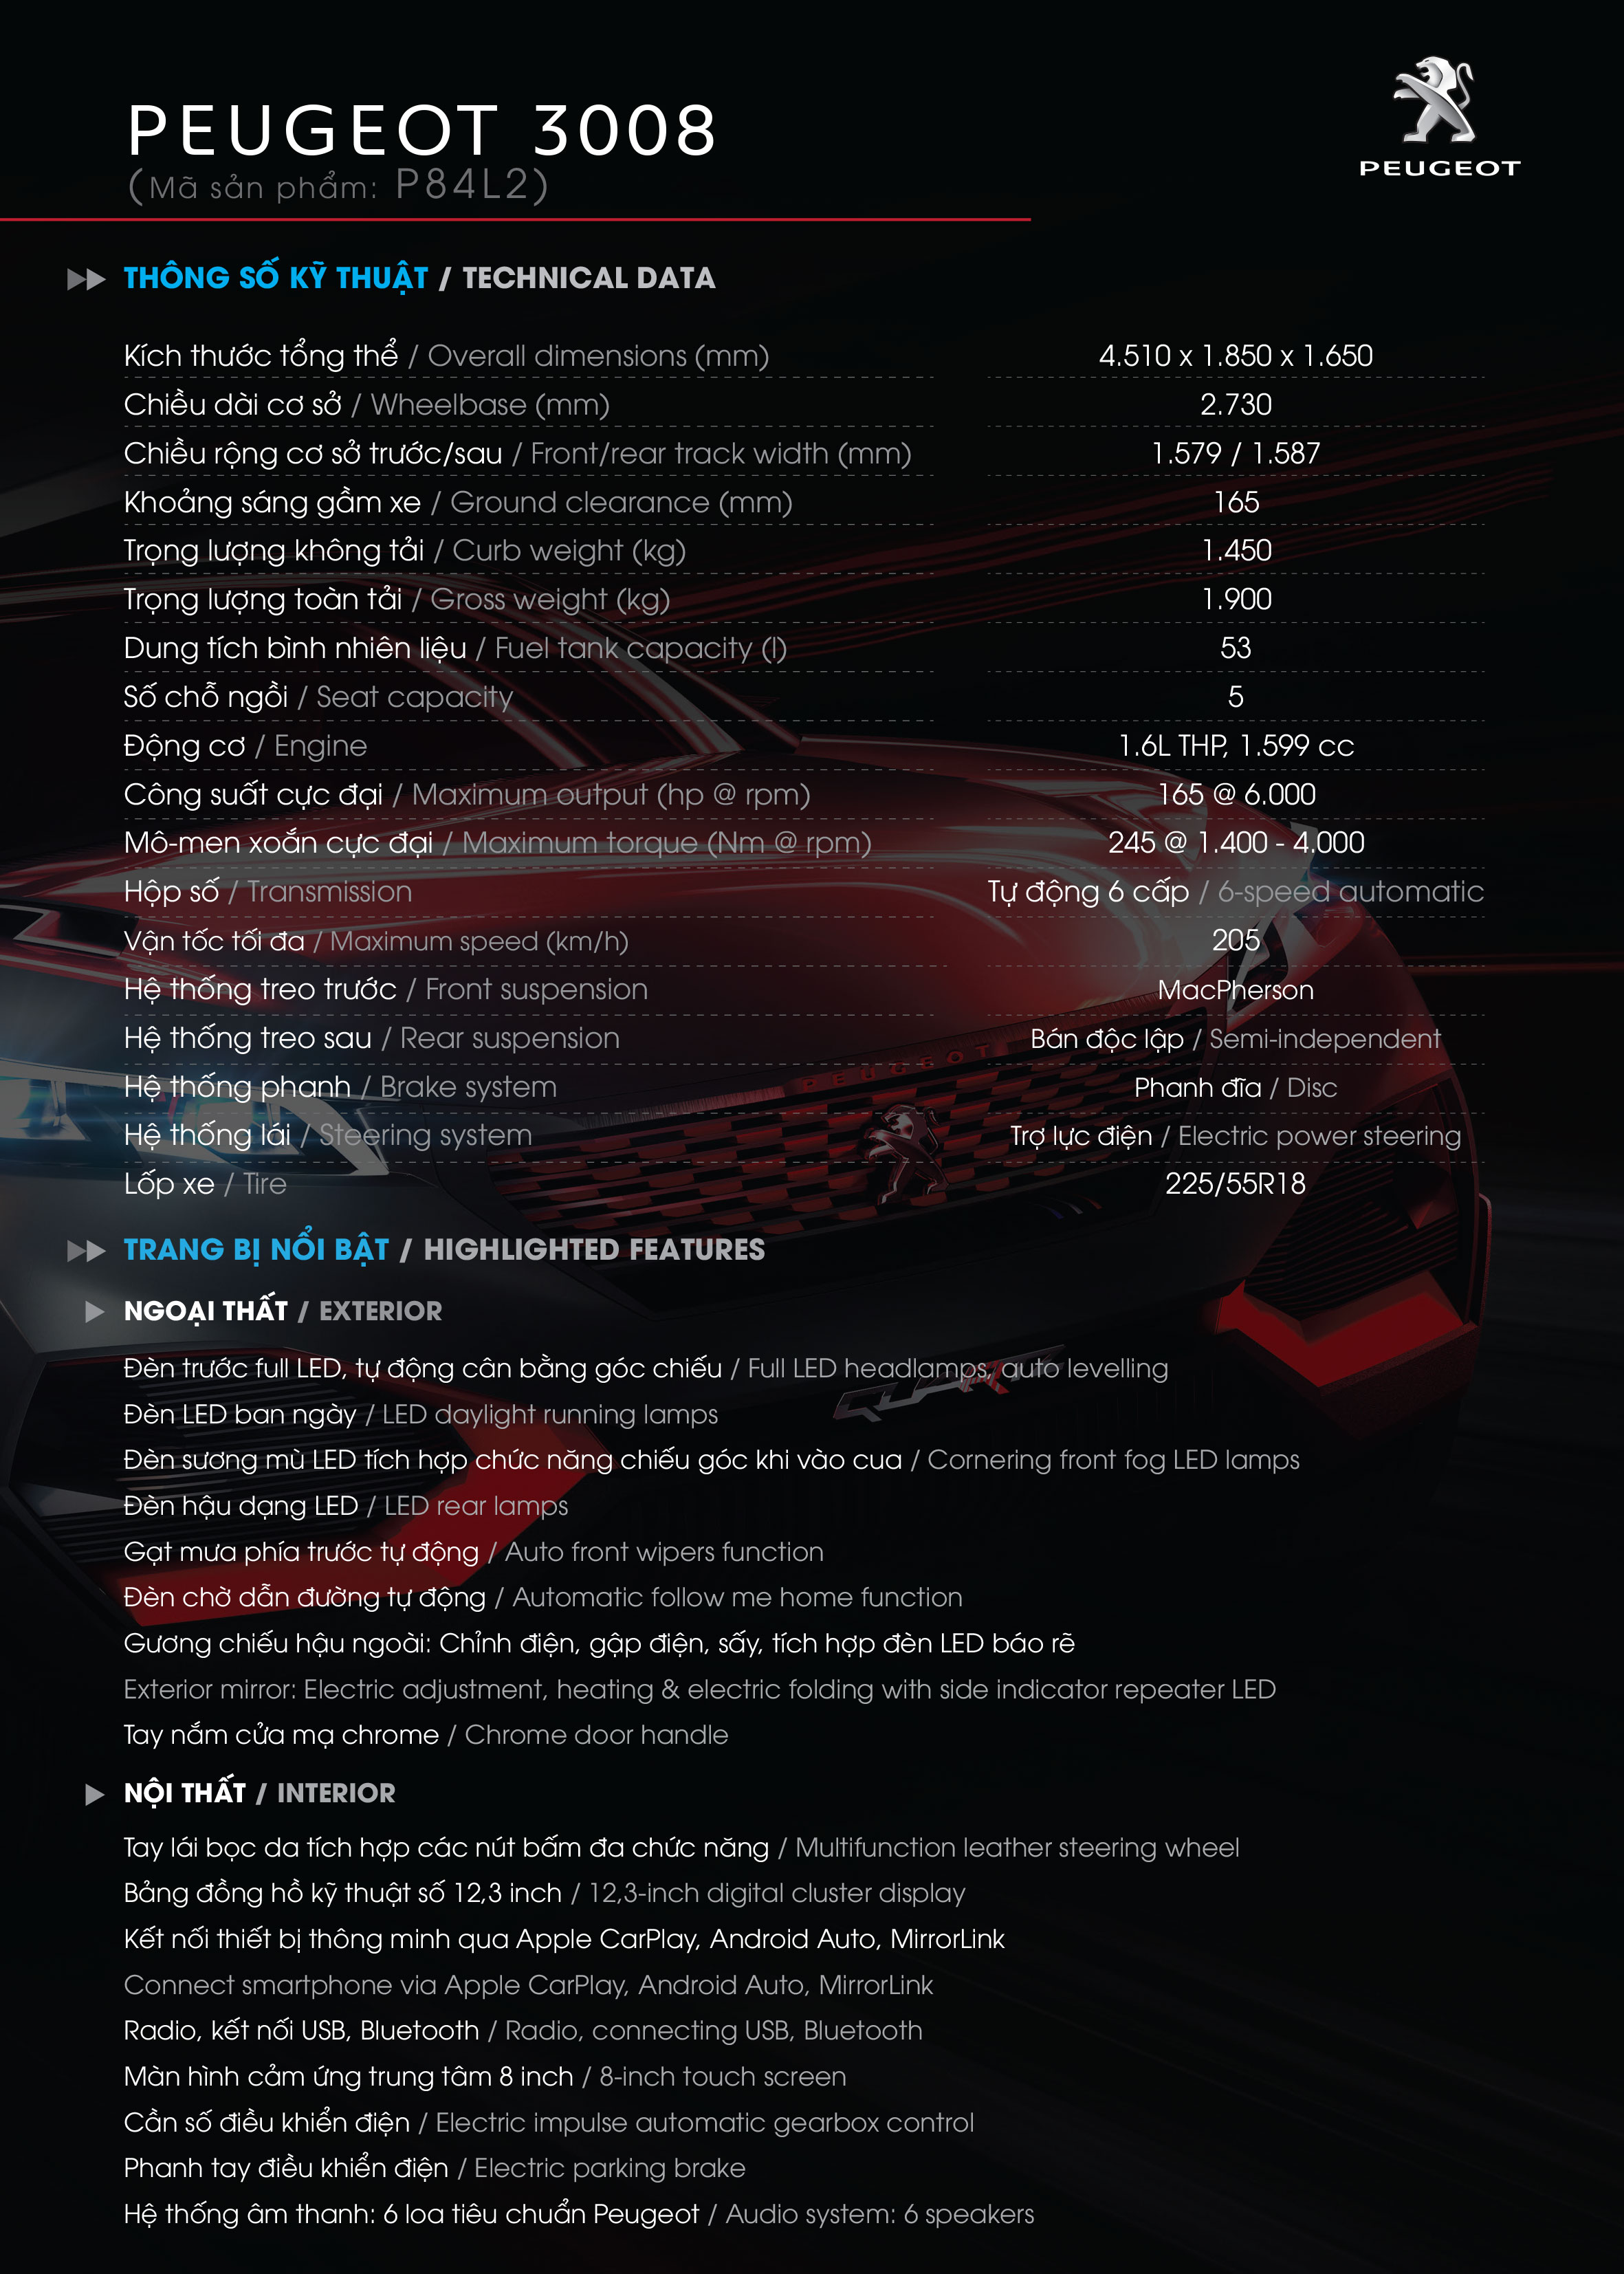 PEUGEOT 3008
(Mã sản phẩm: P84L2)
PEUGEOT
THÔNG SỐ KỸ THUẬT / TECHNICAL DATA
Kích thước tổng thể / Overall dimensions (mm) 4.510 x 1.850 x 1.650
Chiều dài cơ sở / Wheelbase (mm) 2.730
Chiều rộng cơ sở trước/sau / Front/rear track width (mm) 1.579 / 1.587
Khoảng sáng gầm xe / Ground clearance (mm) 165
Trọng lượng không tải / Curb weight (kg) 1.450
Trọng lượng toàn tải / Gross weight (kg) 1.900
Dung tích bình nhiên liệu / Fuel tank capacity (l) 53
Số chỗ ngồi / Seat capacity 5
Động cơ / Engine 1.6L THP, 1.599 cc
Công suất cực đại / Maximum output (hp @ rpm) 165 @ 6.000
Mô-men xoắn cực đại / Maximum torque (Nm @ rpm) 245 @ 1.400 - 4.000
Hộp số / Transmission Tự động 6 cấp / 6-speed automatic
Vận tốc tối đa / Maximum speed (km/h) 205
Hệ thống treo trước / Front suspension MacPherson
Hệ thống treo sau / Rear suspension Bán độc lập / Semi-independent
PEUGEOT
Hệ thống phanh / Brake system Phanh đĩa / Disc
Hệ thống lái / Steering system Trợ lực điện / Electric power steering
Lốp xe / Tire 225/55R18
TRANG BỊ NỔI BẬT / HIGHLIGHTED FEATURES
NGOẠI THẤT / EXTERIOR
Đèn trước full LED, tự động cân bằng góc chiếu / Full LED headlamps, auto levelling
QUARTZ
Đèn LED ban ngày / LED daylight running lamps
Đèn sương mù LED tích hợp chức năng chiếu góc khi vào cua / Cornering front fog LED lamps
Đèn hậu dạng LED / LED rear lamps
Gạt mưa phía trước tự động / Auto front wipers function
Đèn chờ dẫn đường tự động / Automatic follow me home function
Gương chiếu hậu ngoài: Chỉnh điện, gập điện, sấy, tích hợp đèn LED báo rẽ
Exterior mirror: Electric adjustment, heating & electric folding with side indicator repeater LED
Tay nắm cửa mạ chrome / Chrome door handle
NỘI THẤT / INTERIOR
Tay lái bọc da tích hợp các nút bấm đa chức năng / Multifunction leather steering wheel
Bảng đồng hồ kỹ thuật số 12,3 inch / 12,3-inch digital cluster display
Kết nối thiết bị thông minh qua Apple CarPlay, Android Auto, MirrorLink
Connect smartphone via Apple CarPlay, Android Auto, MirrorLink
Radio, kết nối USB, Bluetooth / Radio, connecting USB, Bluetooth
Màn hình cảm ứng trung tâm 8 inch / 8-inch touch screen
Cần số điều khiển điện / Electric impulse automatic gearbox control
Phanh tay điều khiển điện / Electric parking brake
Hệ thống âm thanh: 6 loa tiêu chuẩn Peugeot / Audio system: 6 speakers